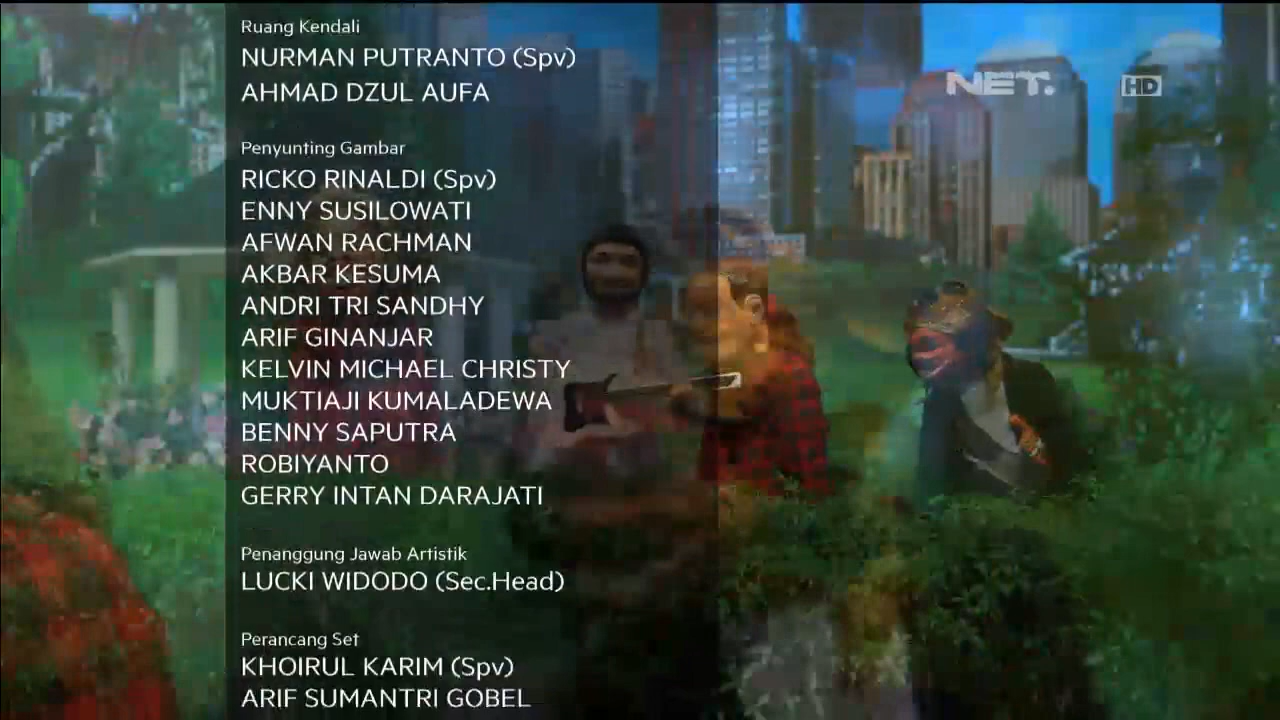 Ruang Kendali
NURMAN PUTRANTO (Spv)
AHMAD DZUL AUFA
NET.
HD
Penyunting Gambar
RICKO RINALDI (Spv)
ENNY SUSILOWATI
AFWAN RACHMAN
AKBAR KESUMA
ANDRI TRI SANDHY
ARIF GINANJAR
KELVIN MICHAEL CHRISTY
MUKTIAJI KUMALADEWA
BENNY SAPUTRA
ROBIYANTO
GERRY INTAN DARAJATI
Penanggung Jawab Artistik
LUCKI WIDODO (Sec.Head)
Perancang Set
KHOIRUL KARIM (Spv)
ARIF SUMANTRI GOBEL